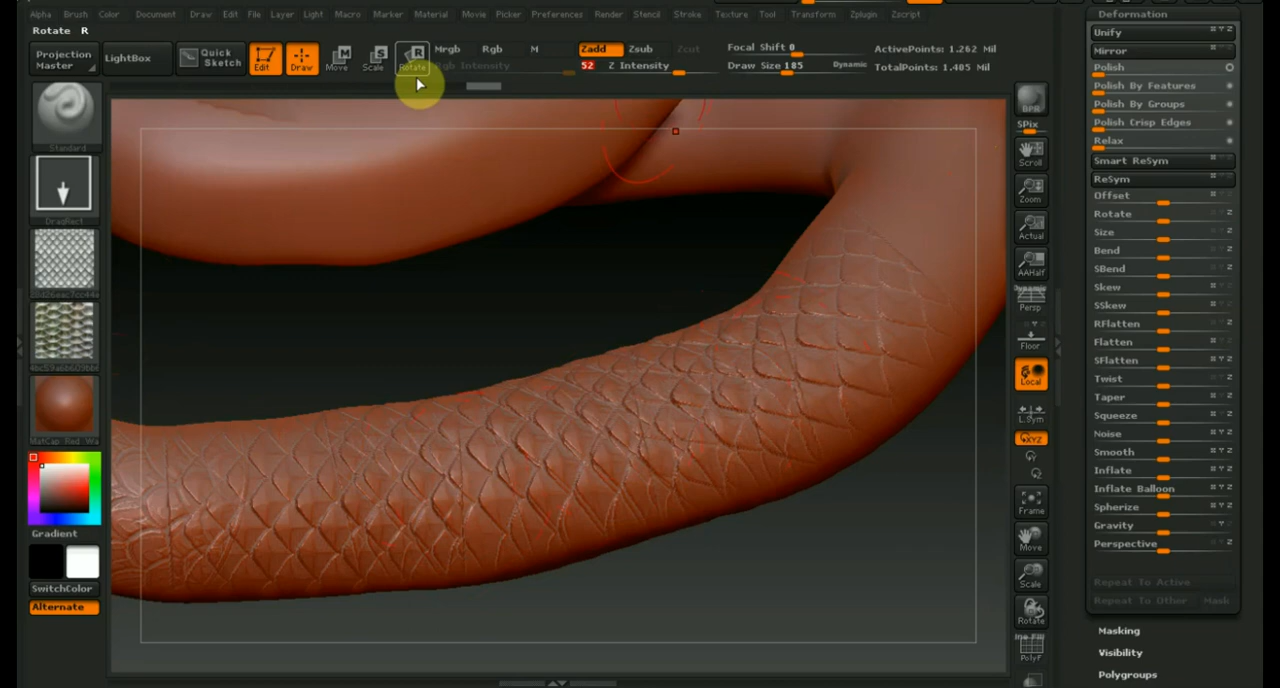 Alpha Brush Color Document Draw Edit File Layer Light Macro Marker Material Movie Picker Preferences Render Stencil Stroke Texture Tool Transform Zplugin Zscript
Rotate R
Projection Master
LightBox
Quick Sketch
Edit
Draw
Move
Scale
Rotate
Mrgb Rgb M
Rgb Intensity
Zadd Zsub Zcut
52 Z Intensity
Focal Shift 0
Draw Size 185 Dynamic
ActivePoints: 1.262 Mil
TotalPoints: 1.405 Mil
Standard
DragRect
MatCap Red Wa
Gradient
SwitchColor
Alternate
BPR
SPix
Scroll
Zoom
Actual
AAHalf
Dynamic
Persp
Floor
Local
L.Sym
XYZ
Frame
Move
Scale
Rotate
Line Fill
PolyF
Deformation
Unify
Mirror
Polish
Polish By Features
Polish By Groups
Polish Crisp Edges
Relax
Smart ReSym
ReSym
Offset
Rotate
Size
Bend
SBend
Skew
SSkew
RFlatten
Flatten
SFlatten
Twist
Taper
Squeeze
Noise
Smooth
Inflate
Inflate Balloon
Spherize
Gravity
Perspective
Repeat To Active
Repeat To Other Mask
Masking
Visibility
Polygroups